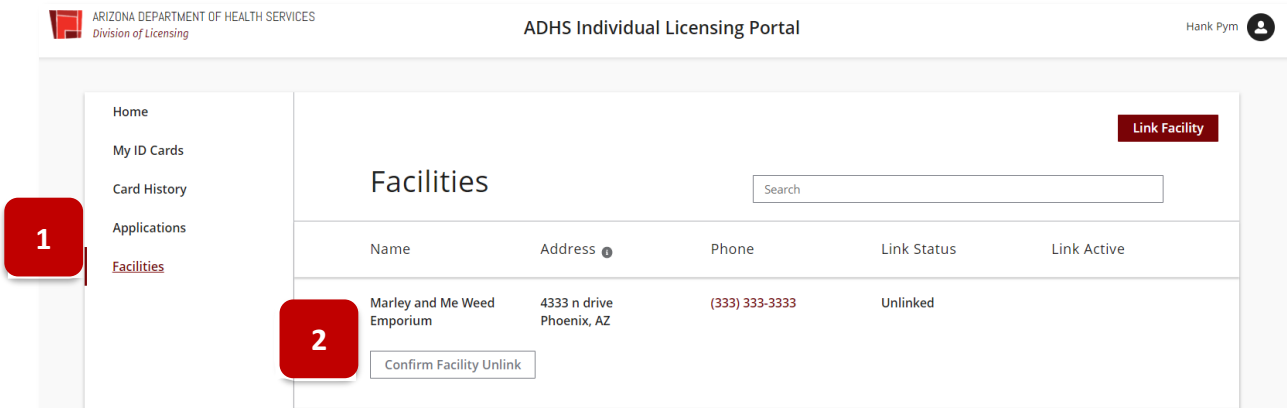 ARIZONA DEPARTMENT OF HEALTH SERVICES
Division of Licensing
ADHS Individual Licensing Portal
Hank Pym
Home
My ID Cards
Card History
Applications
Facilities
1
Link Facility
Facilities
Search
Name Address Phone Link Status Link Active
Marley and Me Weed Emporium
4333 n drive
Phoenix, AZ
(333) 333-3333
Unlinked
2
Confirm Facility Unlink